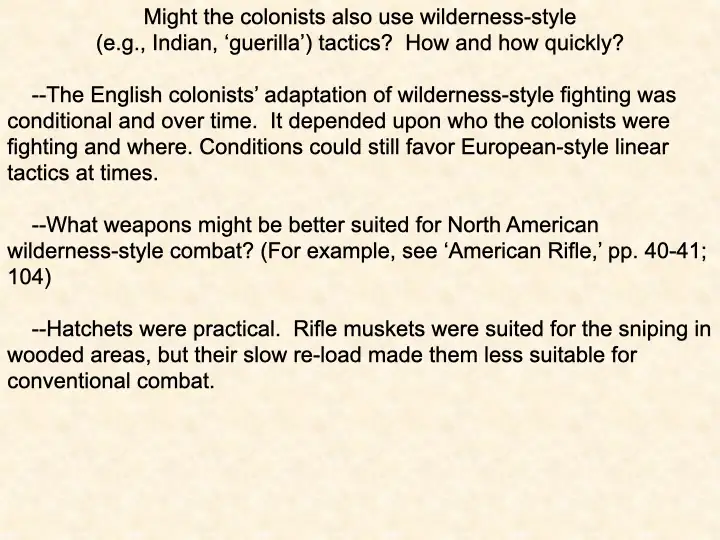 Might the colonists also use wilderness-style
(e.g., Indian, ‘guerilla’) tactics?  How and how quickly?
--The English colonists’ adaptation of wilderness-style fighting was
conditional and over time.  It depended upon who the colonists were
fighting and where. Conditions could still favor European-style linear
tactics at times.
--What weapons might be better suited for North American
wilderness-style combat? (For example, see ‘American Rifle,’ pp. 40-41;
104)
--Hatchets were practical.  Rifle muskets were suited for the sniping in
wooded areas, but their slow re-load made them less suitable for
conventional combat.